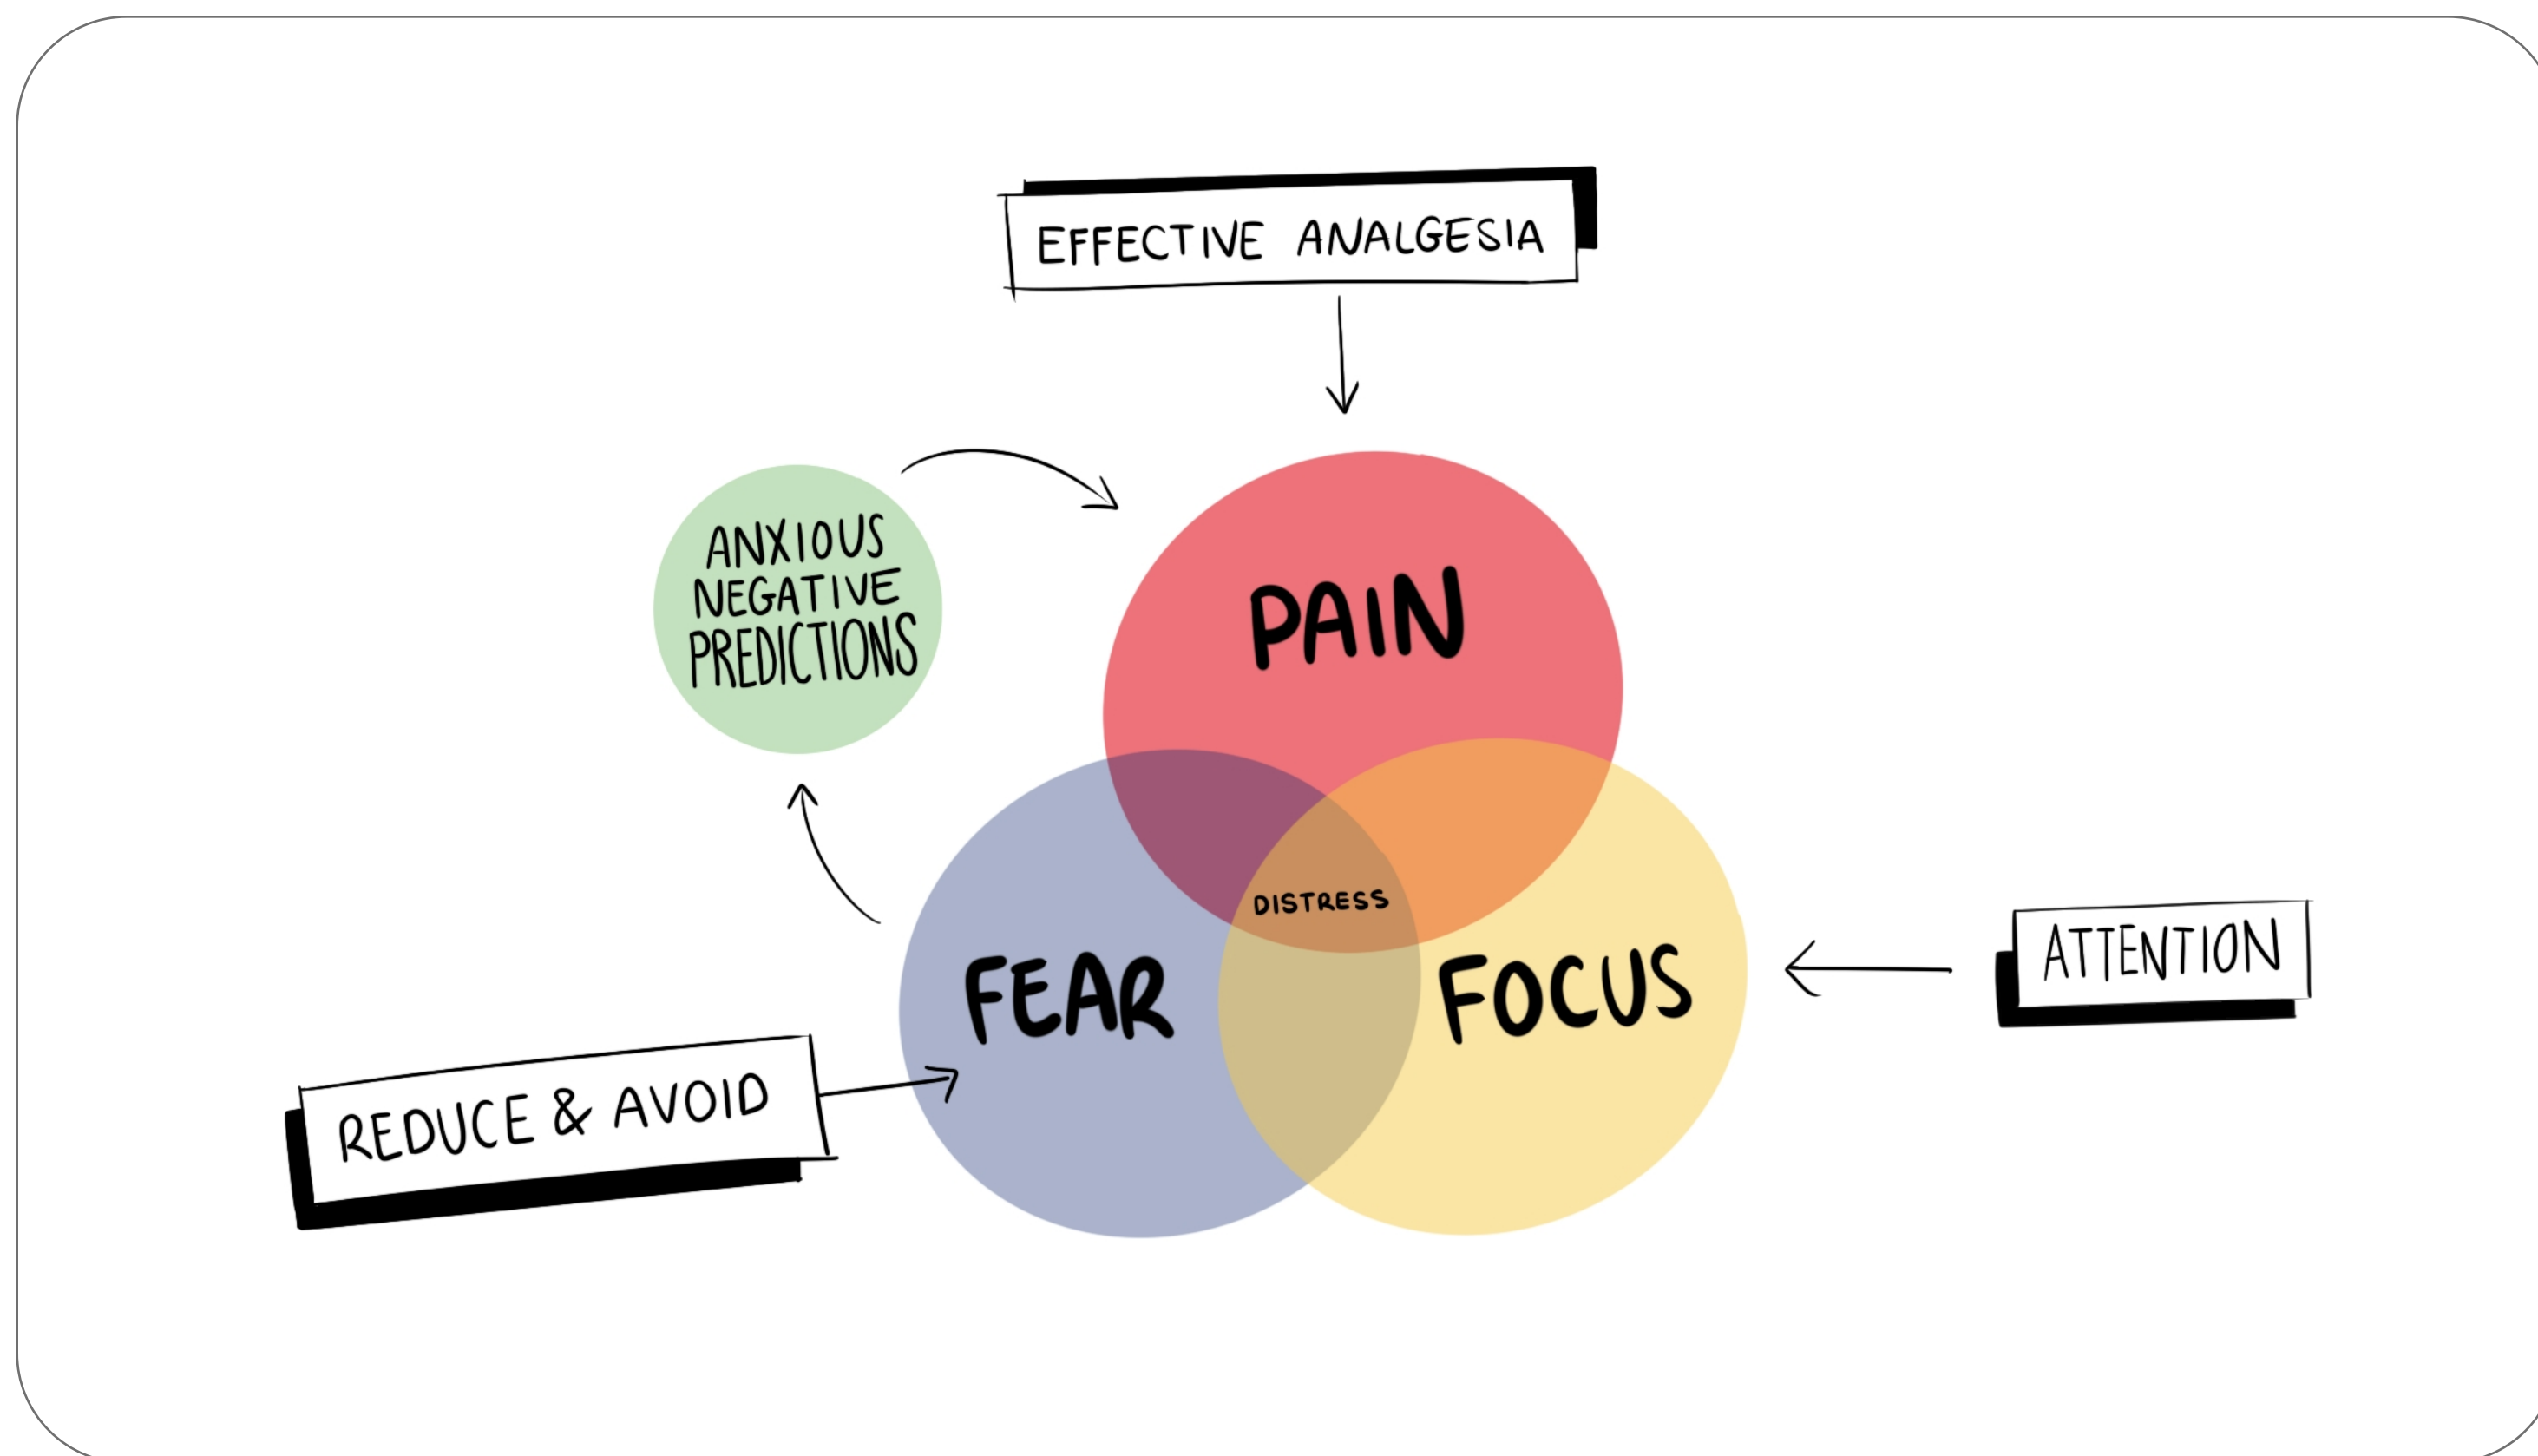 EFFECTIVE ANALGESIA
ANXIOUS
NEGATIVE
PREDICTIONS
PAIN
DISTRESS
FEAR
FOCUS
ATTENTION
REDUCE & AVOID